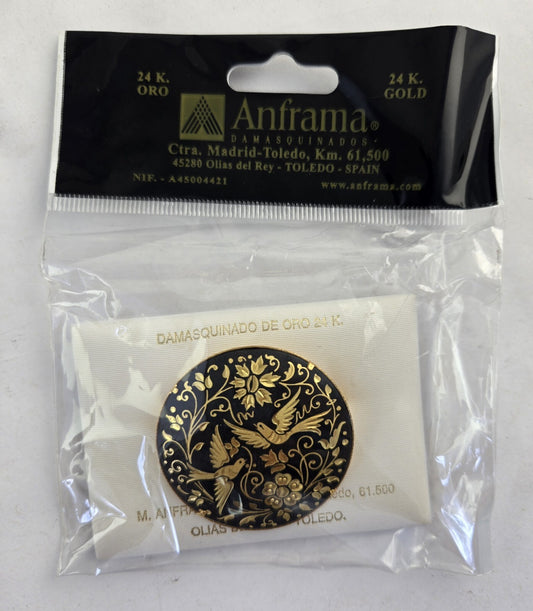 24 K.
ORO
24 K.
GOLD
Anframa®
DAMASQUINADOS
Ctra. Madrid-Toledo, Km. 61,500
45280 Olias del Rey - TOLEDO - SPAIN
NIF. - A45004421
www.anframa.com
DAMASQUINADO DE ORO 24 K.
M. ANFRA 61.500
OLIAS TOLEDO.